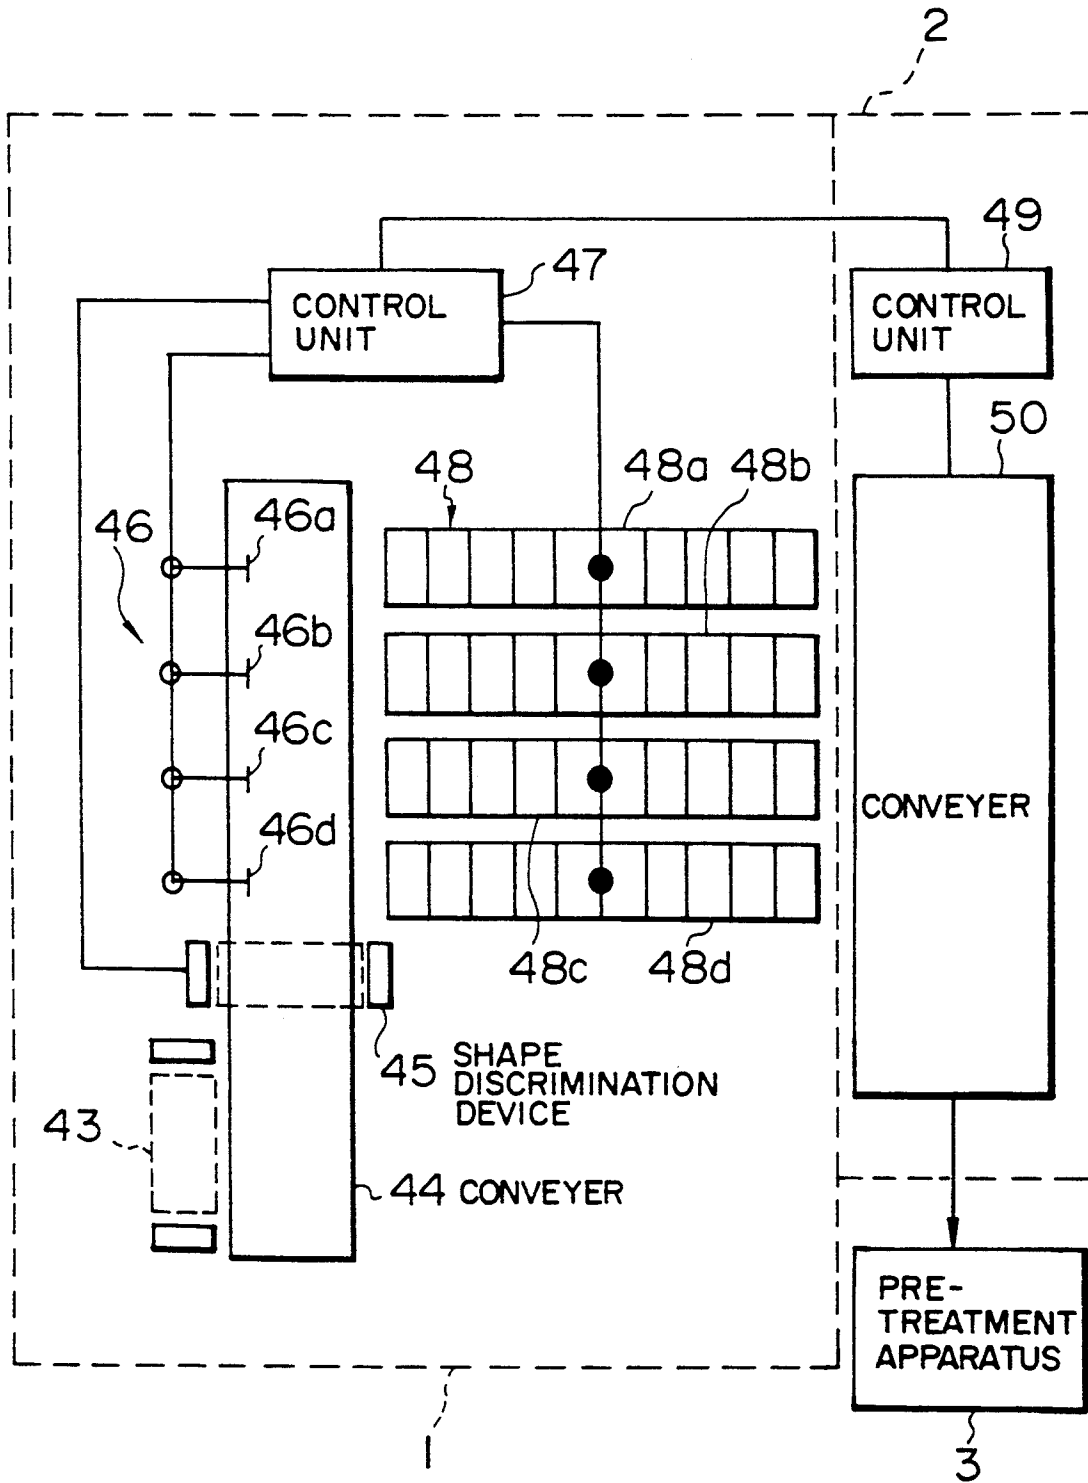 2
49
47
CONTROL
UNIT
CONTROL
UNIT
50
48
48a
48b
46
46a
46b
46c
46d
CONVEYER
48c
48d
45 SHAPE
DISCRIMINATION
DEVICE
43
44 CONVEYER
PRE-
TREATMENT
APPARATUS
1
3